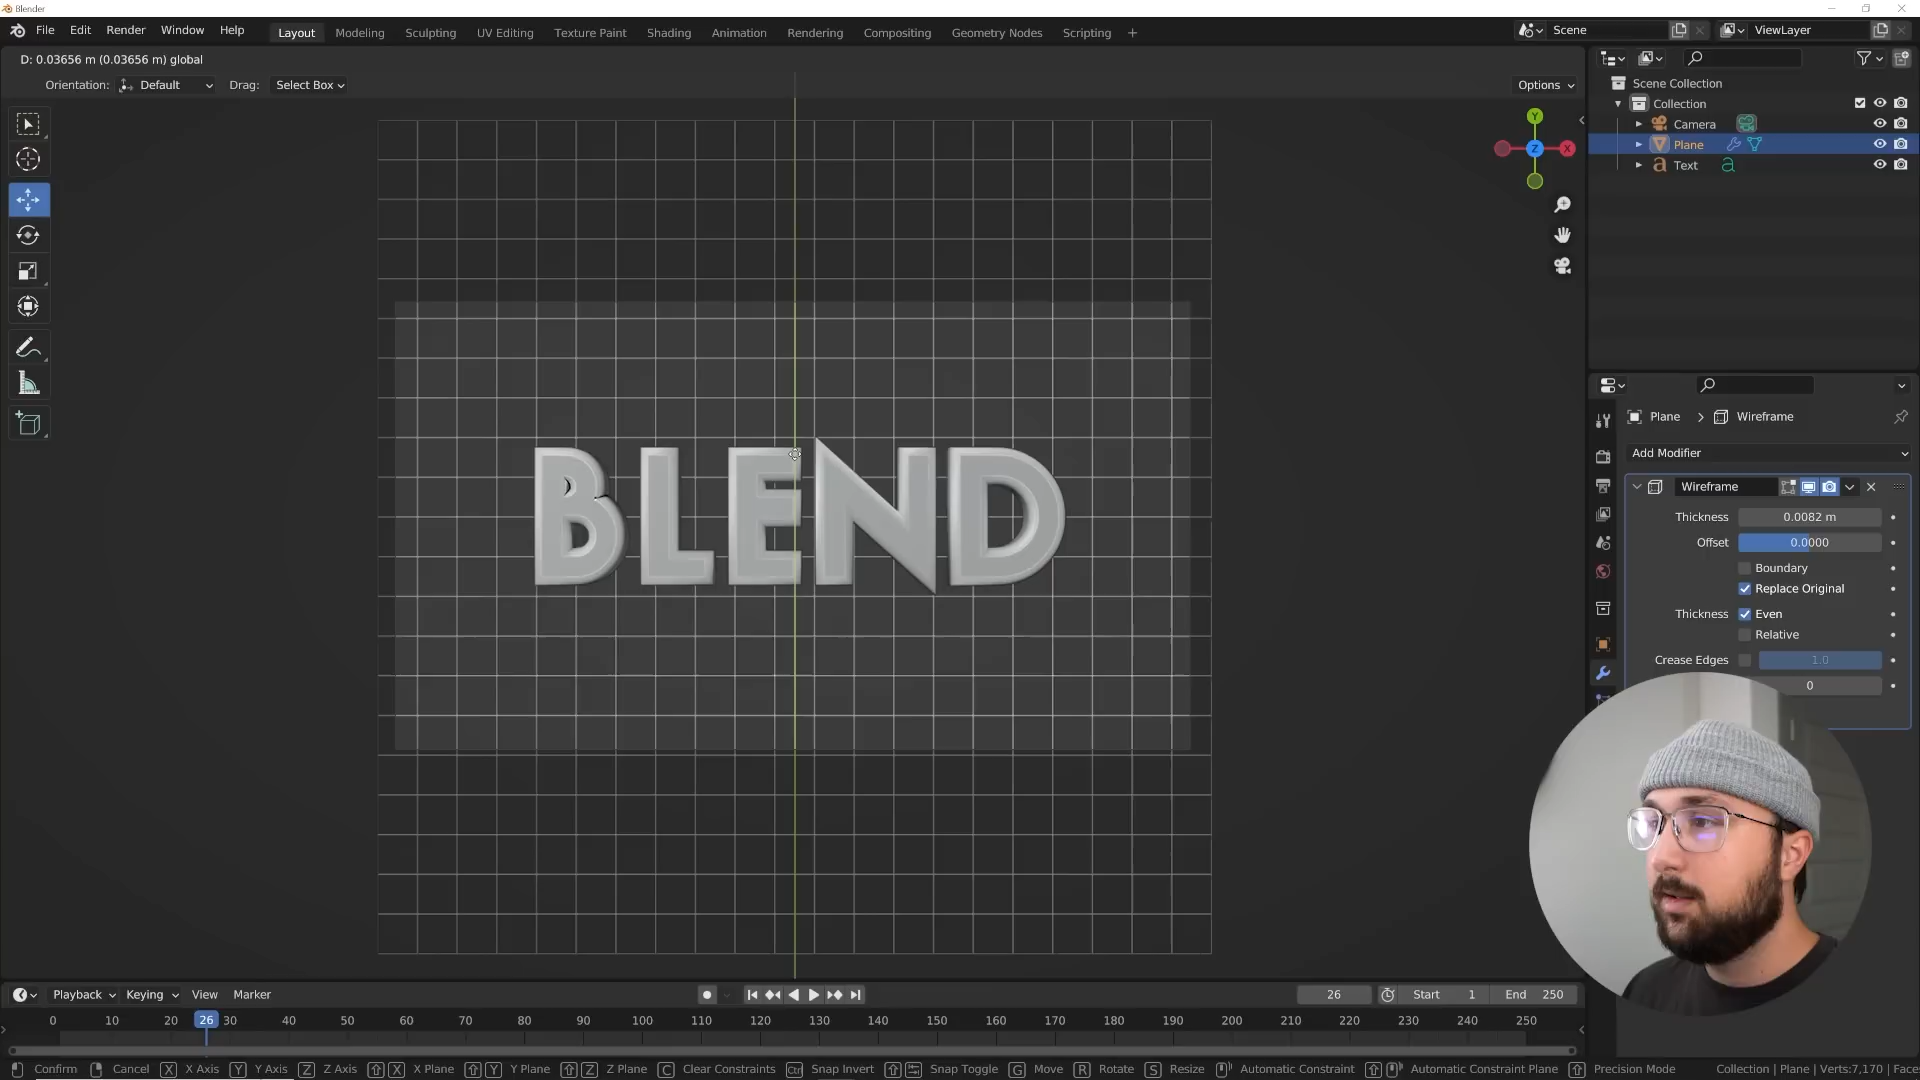 Blender
File Edit Render Window Help Layout Modeling Sculpting UV Editing Texture Paint Shading Animation Rendering Compositing Geometry Nodes Scripting + Scene ViewLayer
D: 0.03656 m (0.03656 m) global
Orientation: Default Drag: Select Box Options
Scene Collection
Collection
Camera
Plane
Text
Y
Z
X
BLEND
Plane > Wireframe
Add Modifier
Wireframe
Thickness 0.0082 m
Offset 0.0000
Boundary
Replace Original
Thickness Even
Relative
Crease Edges 1.0
0
Playback Keying View Marker 26 Start 1 End 250
0 10 20 26 30 40 50 60 70 80 90 100 110 120 130 140 150 160 170 180 190 200 210 220 230 240 250
Confirm Cancel X X Axis Y Y Axis Z Z Axis X X Plane Y Y Plane Z Z Plane C Clear Constraints Ctrl Snap Invert Snap Toggle G Move R Rotate S Resize Automatic Constraint Automatic Constraint Plane Precision Mode Collection | Plane | Verts:7,170 | Face